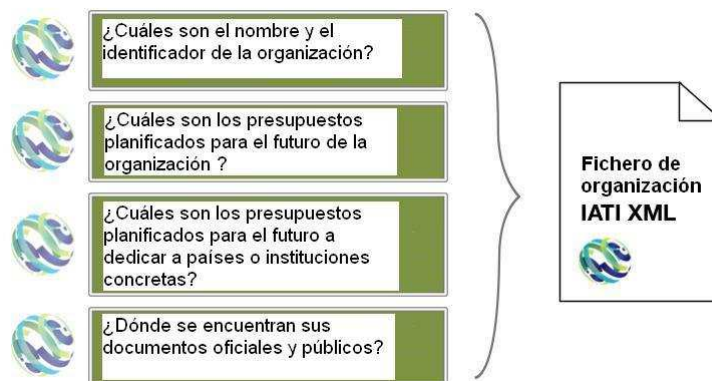 ¿Cuáles son el nombre y el
identificador de la organización?
¿Cuáles son los presupuestos
planificados para el futuro de la
organización ?
¿Cuáles son los presupuestos
planificados para el futuro a
dedicar a países o instituciones
concretas?
¿Dónde se encuentran sus
documentos oficiales y públicos?
Fichero de
organización
IATI XML